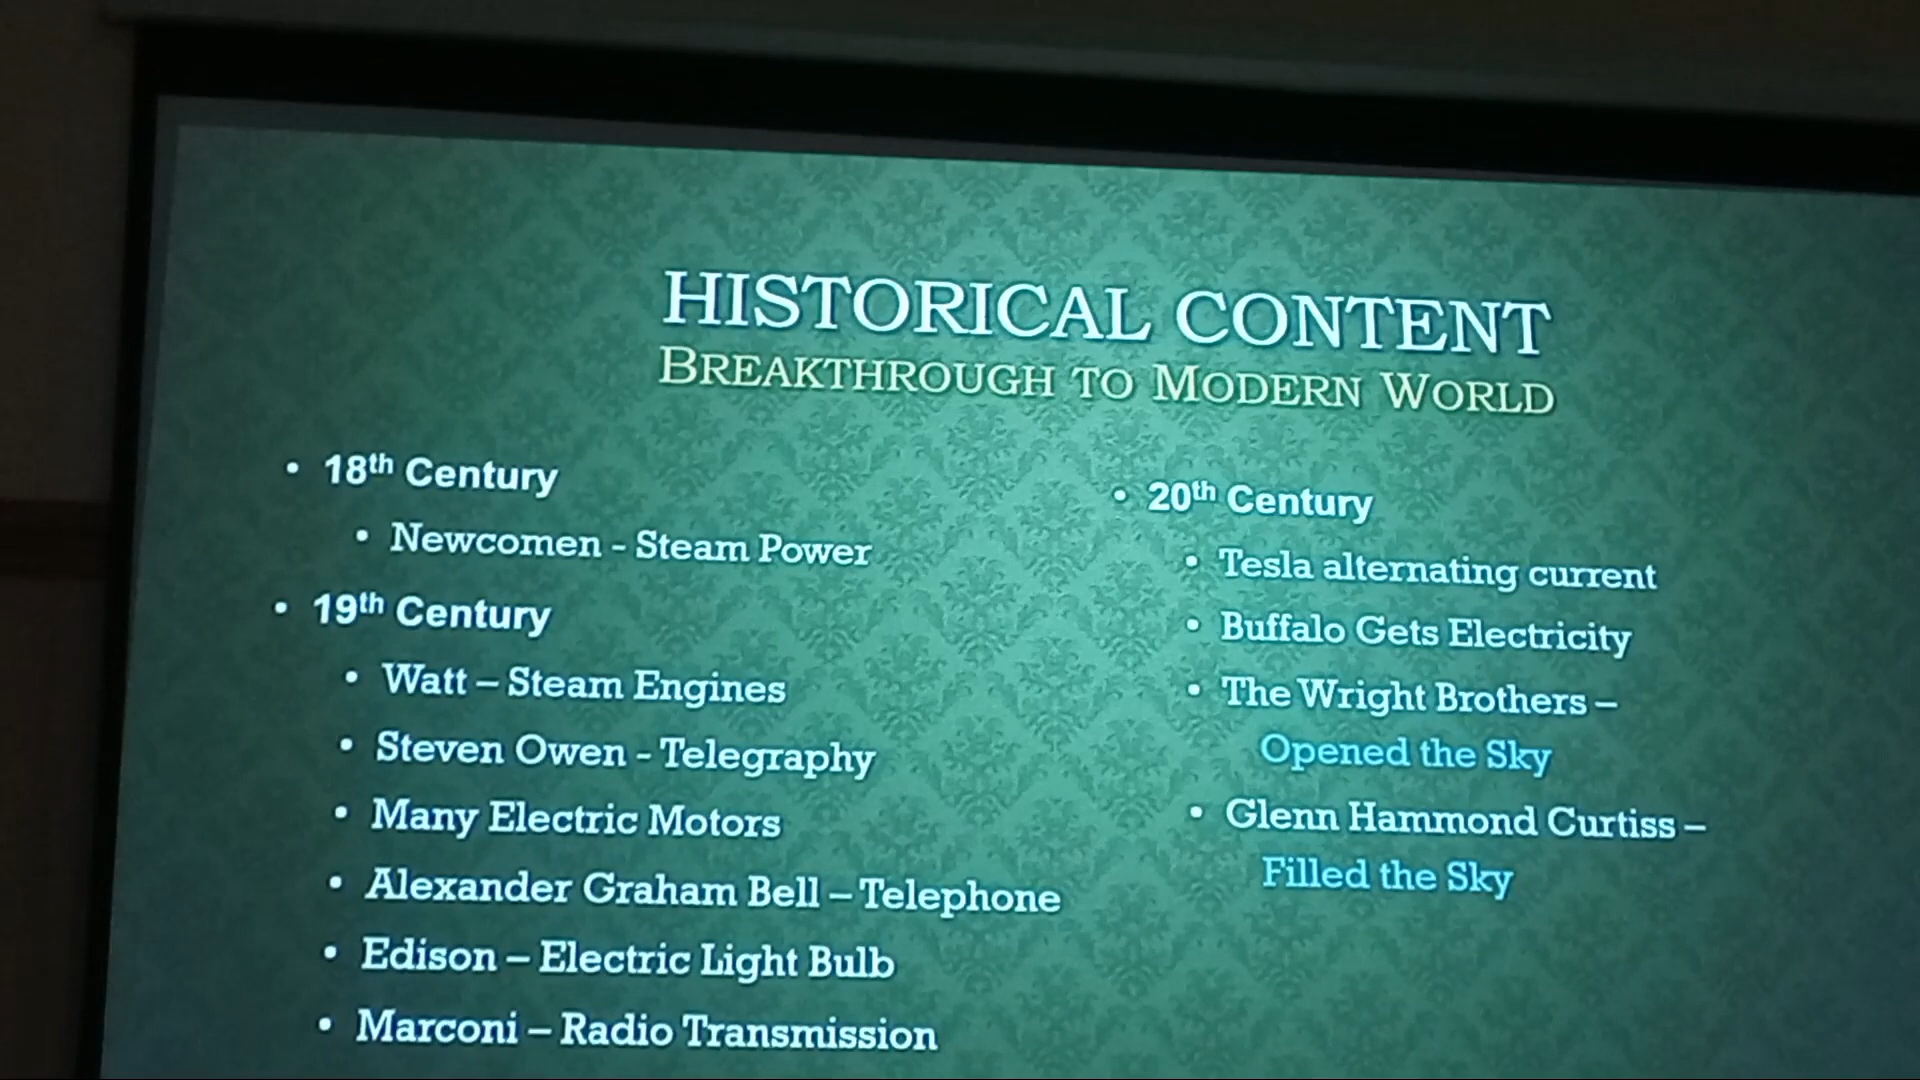 HISTORICAL CONTENT
BREAKTHROUGH TO MODERN WORLD
• 18th Century
• Newcomen - Steam Power
• 19th Century
• Watt – Steam Engines
• Steven Owen - Telegraphy
• Many Electric Motors
• Alexander Graham Bell – Telephone
• Edison – Electric Light Bulb
• Marconi – Radio Transmission
• 20th Century
• Tesla alternating current
• Buffalo Gets Electricity
• The Wright Brothers –
Opened the Sky
• Glenn Hammond Curtiss –
Filled the Sky